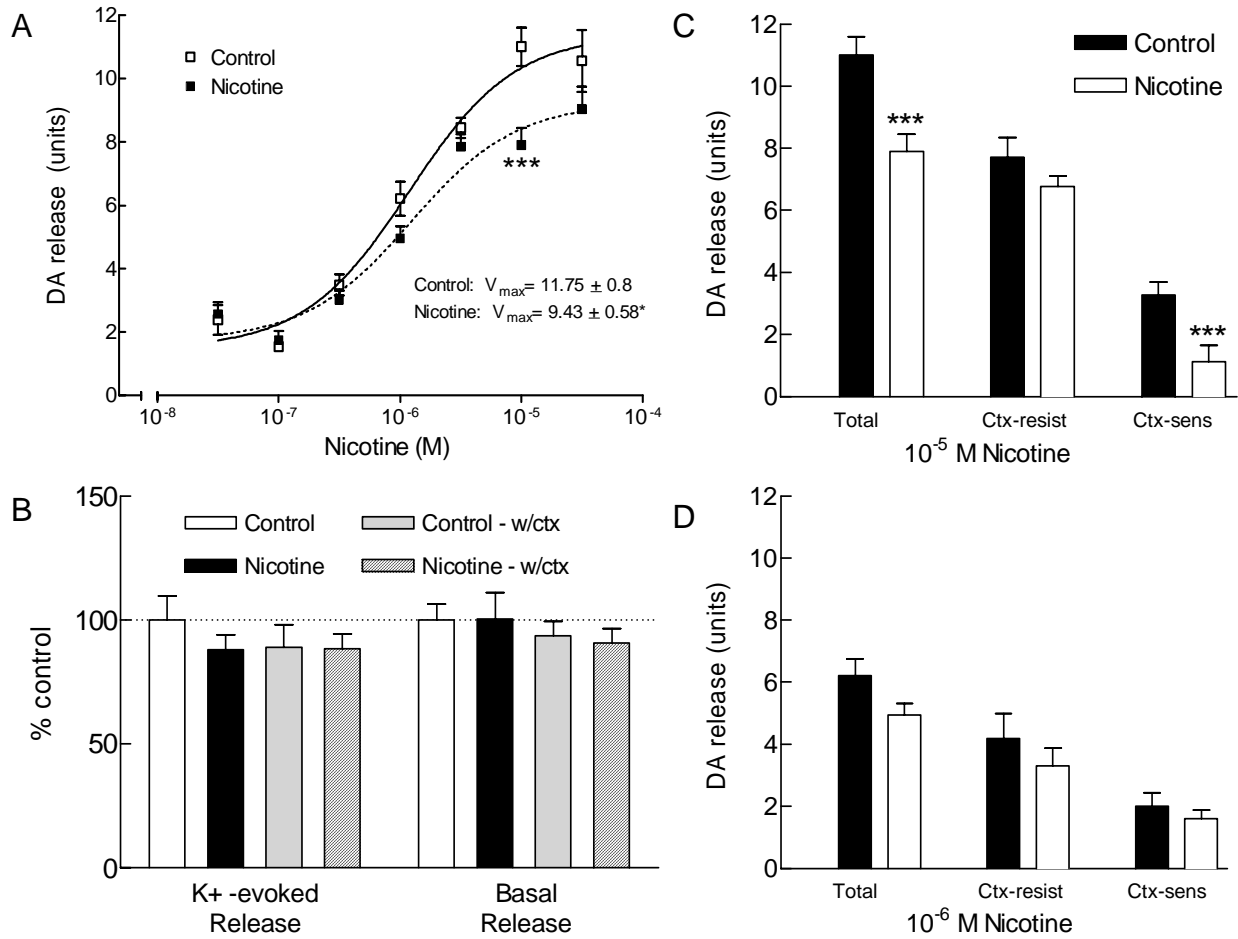 A
12
10
8
6
4
2
0
DA release (units)
Control
Nicotine
***
Control: Vmax= 11.75 ± 0.8
Nicotine: Vmax= 9.43 ± 0.58*
10-8
10-7
10-6
10-5
10-4
Nicotine (M)
B
150
100
50
0
% control
Control
Control - w/ctx
Nicotine
Nicotine - w/ctx
K+ -evoked
Release
Basal
Release
C
12
10
8
6
4
2
0
DA release (units)
Control
Nicotine
***
***
Total
Ctx-resist
Ctx-sens
10-5 M Nicotine
D
12
10
8
6
4
2
0
DA release (units)
Total
Ctx-resist
Ctx-sens
10-6 M Nicotine